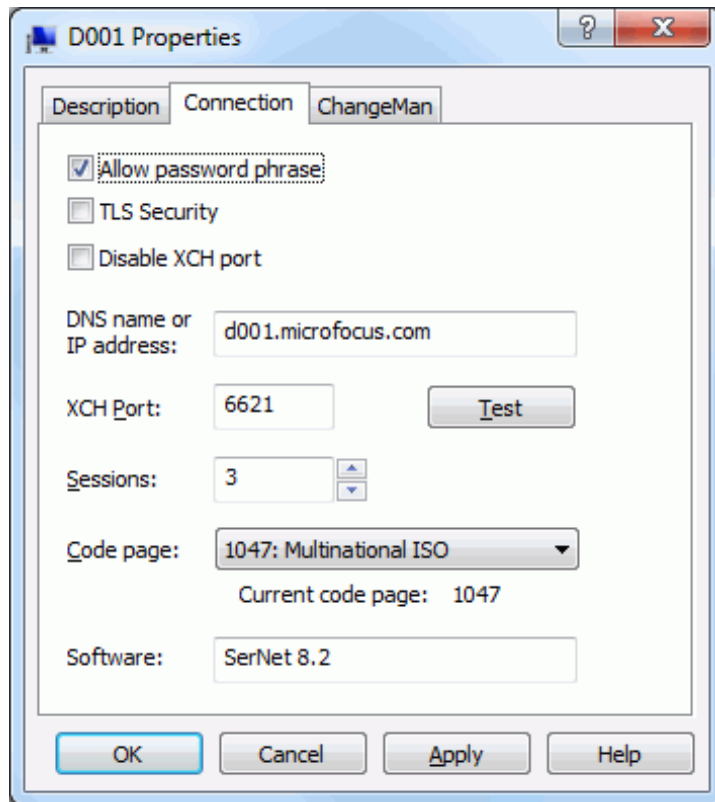 D001 Properties
?
Description Connection ChangeMan
Allow password phrase
TLS Security
Disable XCH port
DNS name or
IP address: d001.microfocus.com
XCH Port: 6621 Test
Sessions: 3
Code page: 1047: Multinational ISO
Current code page: 1047
Software: SerNet 8.2
OK Cancel Apply Help